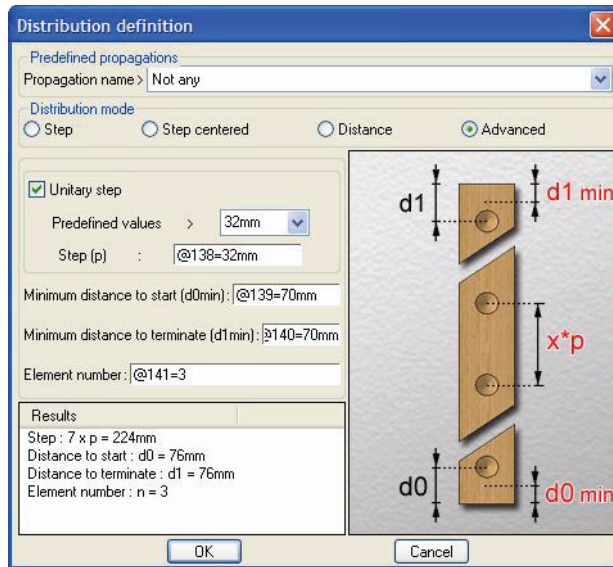 Distribution definition
Predefined propagations
Propagation name > Not any
Distribution mode
Step Step centered Distance Advanced
Unitary step
Predefined values > 32mm
Step (p) : @138=32mm
Minimum distance to start (d0min) : @139=70mm
Minimum distance to terminate (d1min) : @140=70mm
Element number : @141=3
Results
Step : 7 x p = 224mm
Distance to start : d0 = 76mm
Distance to terminate : d1 = 76mm
Element number : n = 3
d1 d1 min
x*p
d0 d0 min
OK Cancel